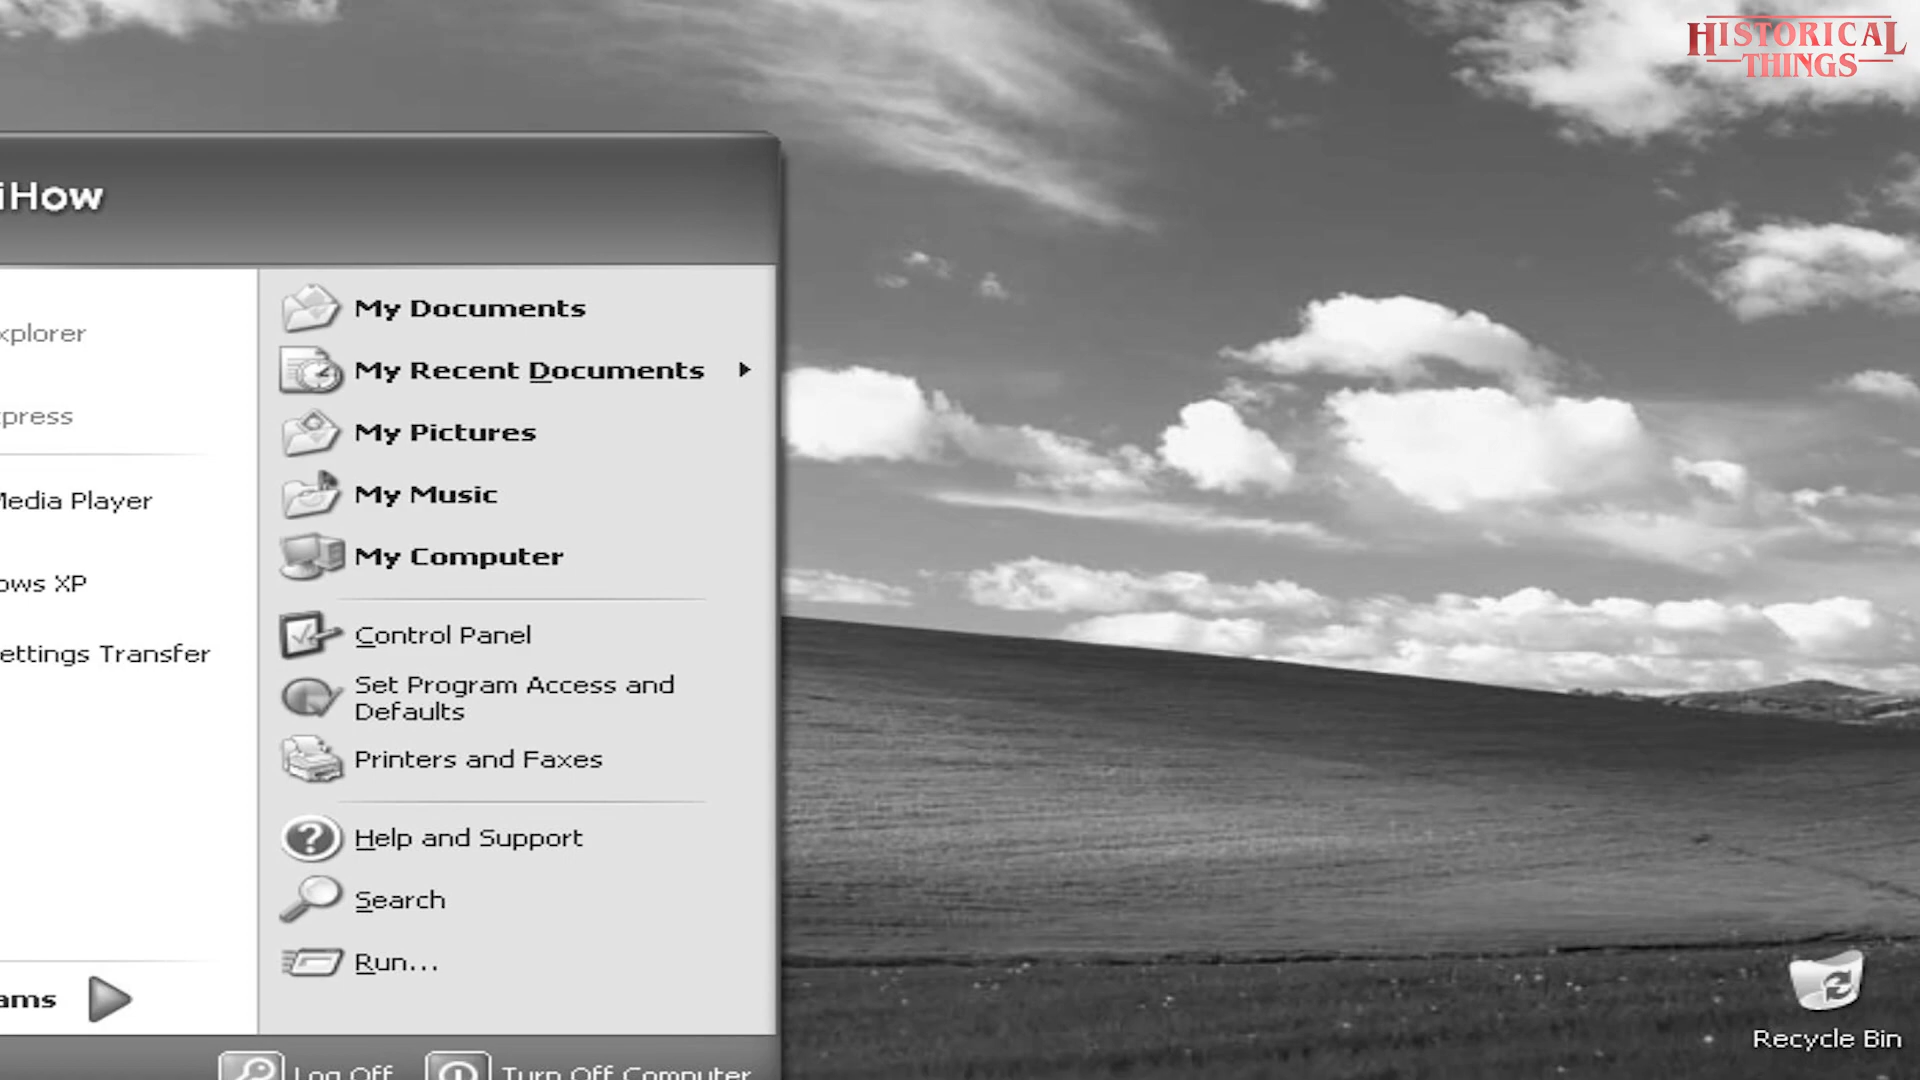 HISTORICAL
THINGS
iHow
xplorer
xpress
Media Player
ows XP
ettings Transfer
ams
My Documents
My Recent Documents
My Pictures
My Music
My Computer
Control Panel
Set Program Access and
Defaults
Printers and Faxes
Help and Support
Search
Run...
Log Off
Turn Off Computer
Recycle Bin